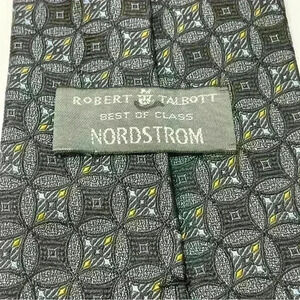 ROBERT TALBOTT
BEST OF CLASS
NORDSTROM